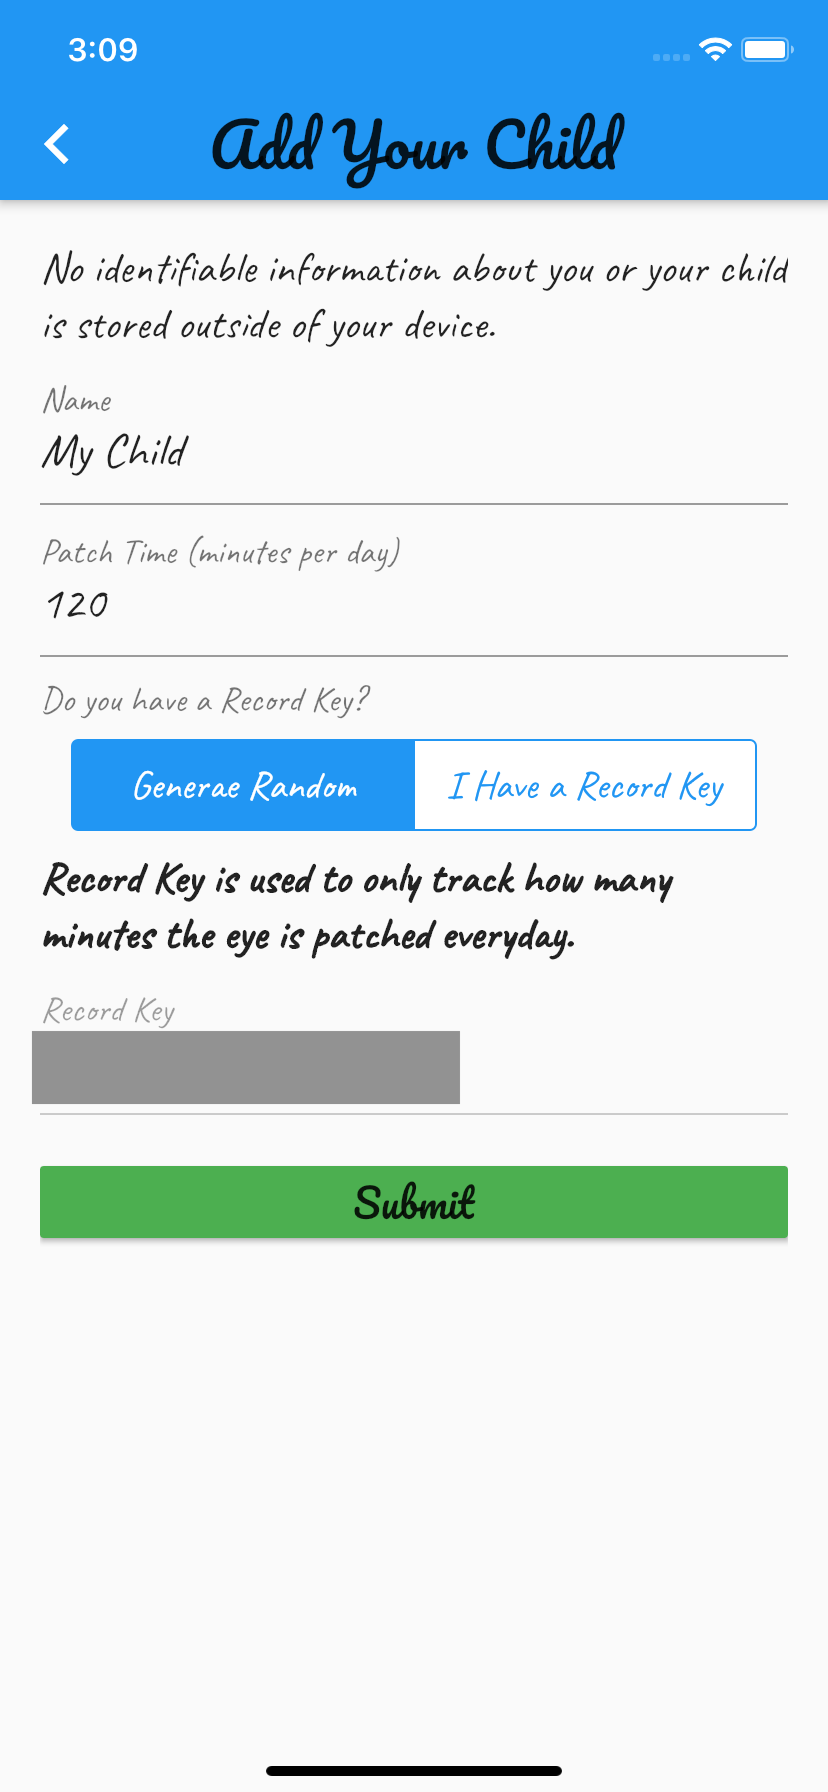 3:09
Add Your Child
No identifiable information about you or your child
is stored outside of your device.
Name
My Child
Patch Time (minutes per day)
120
Do you have a Record Key?
Generae Random
I Have a Record Key
Record Key is used to only track how many
minutes the eye is patched everyday.
Record Key
Submit